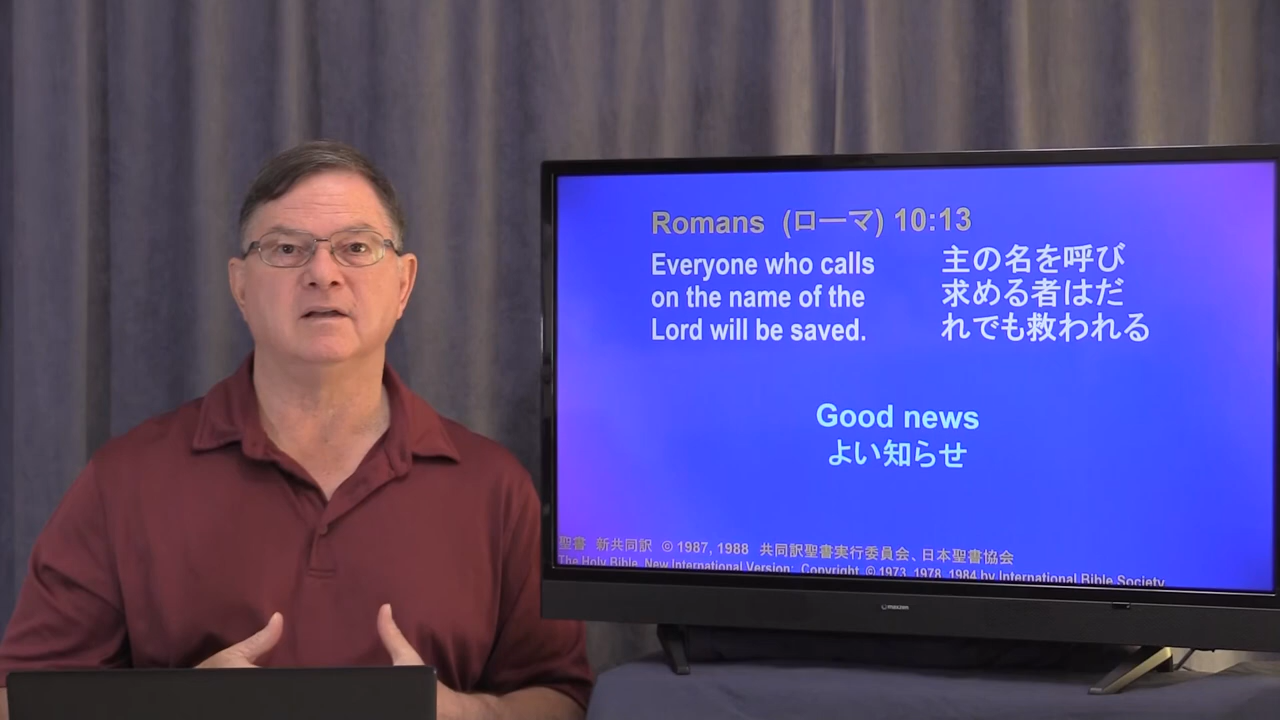 Romans (ローマ) 10:13
Everyone who calls
on the name of the
Lord will be saved.
主の名を呼び
求める者はだ
れでも救われる
Good news
よい知らせ
聖書 新共同訳 © 1987, 1988 共同訳聖書実行委員会、日本聖書協会
The Holy Bible, New International Version: Copyright © 1973, 1978, 1984 by International Bible Society
maxzen